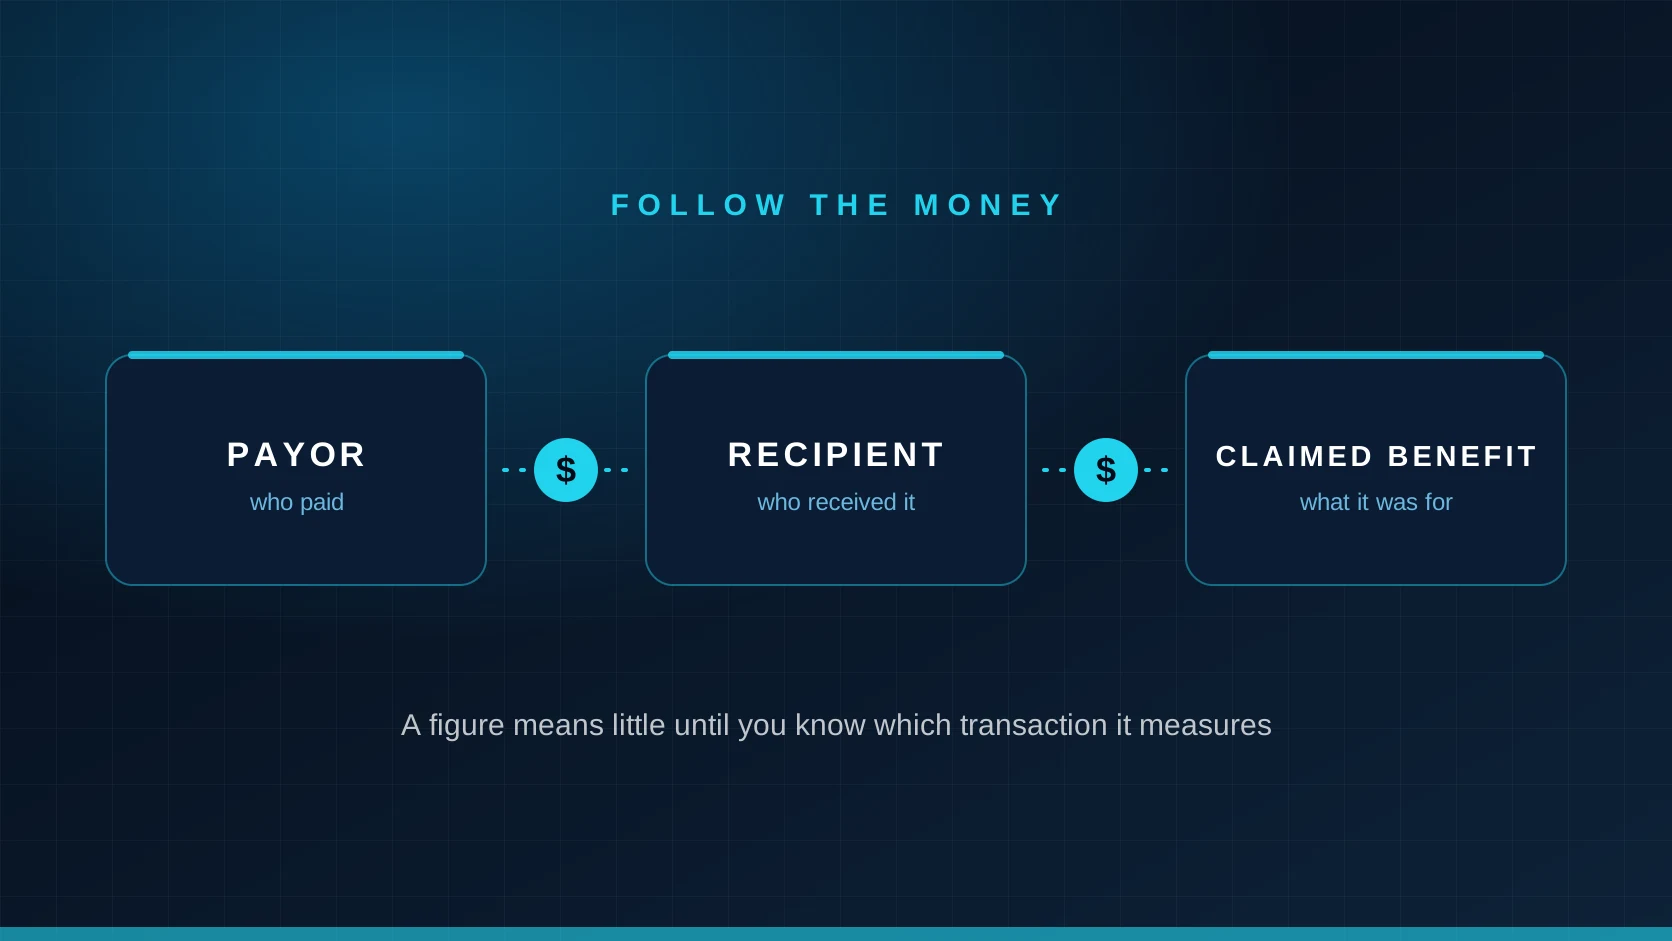 FOLLOW THE MONEY
PAYOR
who paid
$
RECIPIENT
who received it
$
CLAIMED BENEFIT
what it was for
A figure means little until you know which transaction it measures